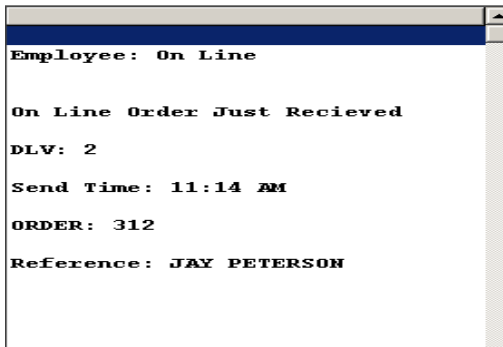 Employee: On Line
On Line Order Just Recieved
DLV: 2
Send Time: 11:14 AM
ORDER: 312
Reference: JAY PETERSON